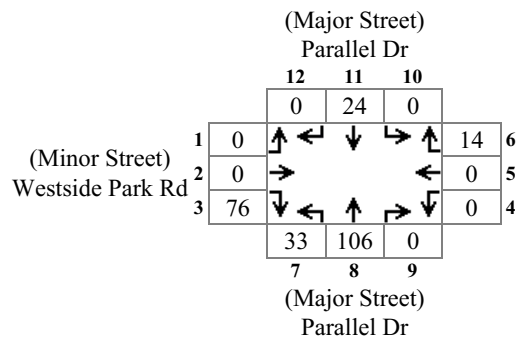 (Major Street)
Parallel Dr
12 11 10
0 24 0
1 0 14 6
(Minor Street)
Westside Park Rd
2 0 0 5
3 76 0 4
33 106 0
7 8 9
(Major Street)
Parallel Dr